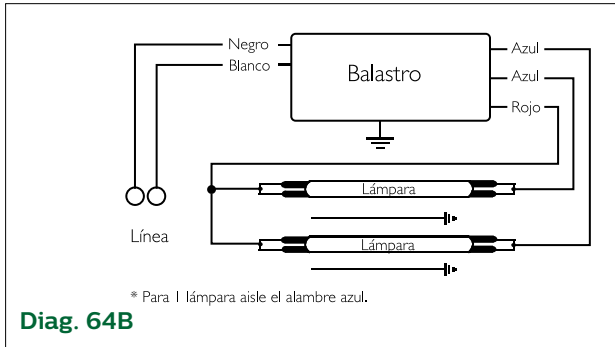 Negro
Blanco
Balastro
Azul
Azul
Rojo
Lámpara
Lámpara
Línea
* Para 1 lámpara aisle el alambre azul.
Diag. 64B